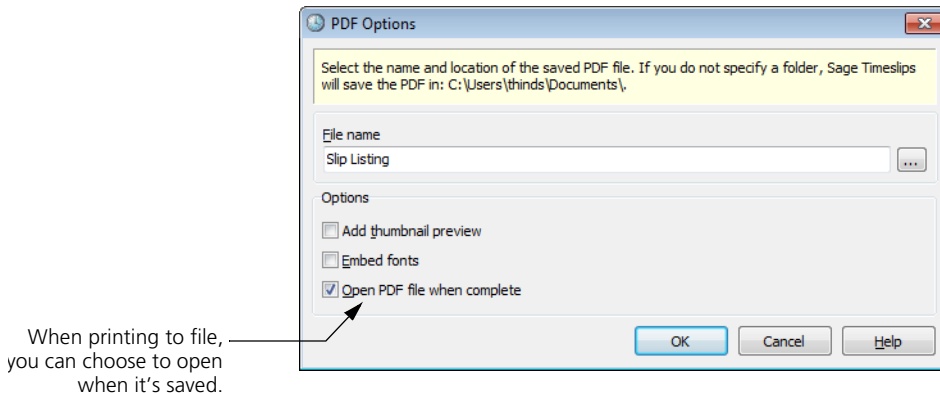 PDF Options
Select the name and location of the saved PDF file. If you do not specify a folder, Sage Timeslips
will save the PDF in: C:\Users\thinds\Documents\.
File name
Slip Listing
...
Options
Add thumbnail preview
Embed fonts
Open PDF file when complete
When printing to file,
you can choose to open
when it's saved.
OK Cancel Help